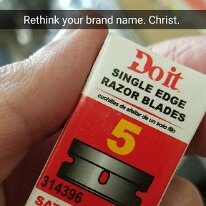 Rethink your brand name. Christ.
Do it
SINGLE EDGE
RAZOR BLADES
cuchillas de afeitar de un solo filo
5
314396